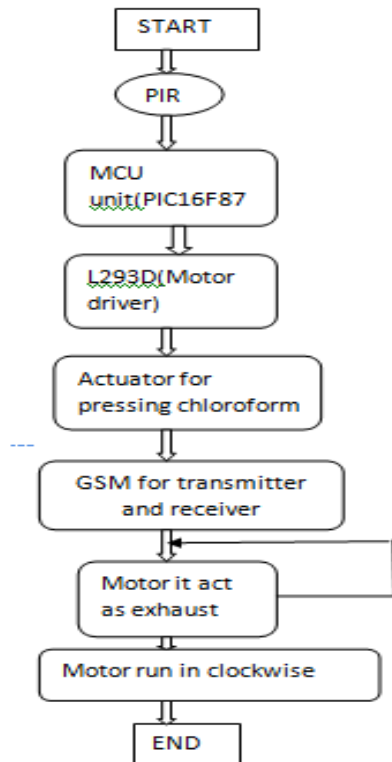 START
PIR
MCU
unit(PIC16F87
L293D(Motor
driver)
Actuator for
pressing chloroform
GSM for transmitter
and receiver
Motor it act
as exhaust
Motor run in clockwise
END